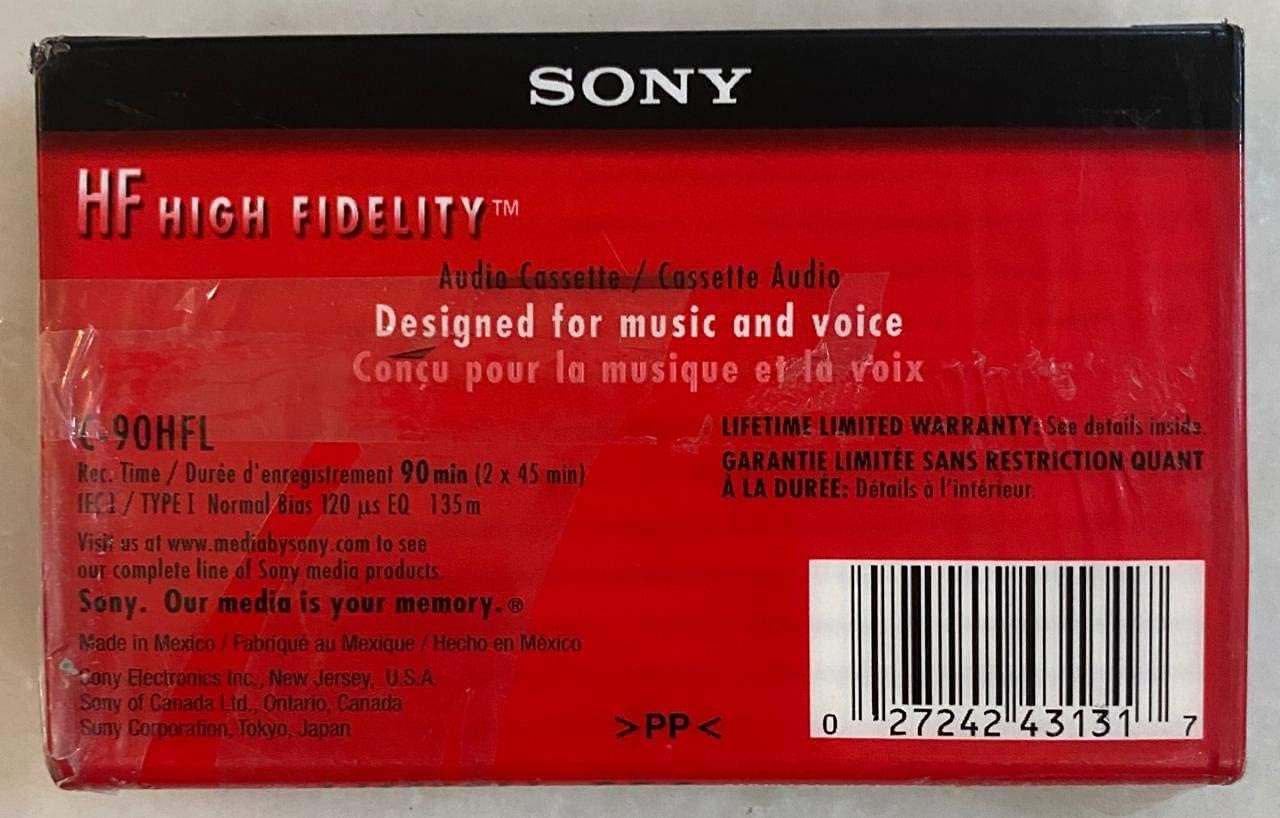 SONY
HF HIGH FIDELITY™
Audio Cassette / Cassette Audio
Designed for music and voice
Conçu pour la musique et la voix
C-90HFL
Rec. Time / Durée d'enregistrement 90 min (2 x 45 min)
IEC I / TYPE I Normal Bias 120 µs EQ 135m
Visit us at www.mediabysony.com to see
our complete line of Sony media products.
Sony. Our media is your memory.®
Made in Mexico / Fabriqué au Mexique / Hecho en México
Sony Electronics Inc., New Jersey, U.S.A.
Sony of Canada Ltd., Ontario, Canada
Sony Corporation, Tokyo, Japan
>PP<
LIFETIME LIMITED WARRANTY: See details inside.
GARANTIE LIMITÉE SANS RESTRICTION QUANT
À LA DURÉE: Détails à l'intérieur.
0 27242 43131 7